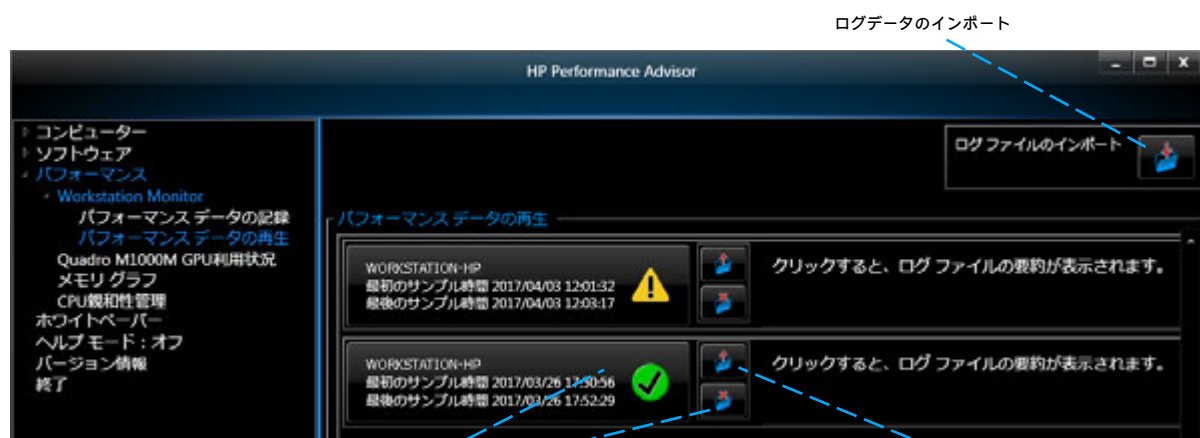 ログデータのインポート
HP Performance Advisor
コンピューター
ソフトウェア
パフォーマンス
Workstation Monitor
パフォーマンス データの記録
パフォーマンス データの再生
Quadro M1000M GPU利用状況
メモリ グラフ
CPU親和性管理
ホワイトペーパー
ヘルプ モード : オフ
バージョン情報
終了
ログ ファイルのインポート
パフォーマンス データの再生
WORKSTATION-HP
最初のサンプル時間 2017/04/03 12:01:32
最後のサンプル時間 2017/04/03 12:03:17
クリックすると、ログ ファイルの要約が表示されます。
WORKSTATION-HP
最初のサンプル時間 2017/03/26 17:50:56
最後のサンプル時間 2017/03/26 17:52:29
クリックすると、ログ ファイルの要約が表示されます。